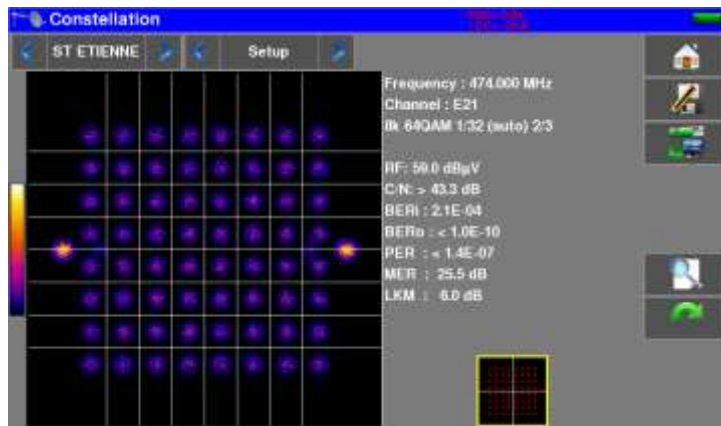 Constellation
ST ETIENNE
Setup
Frequency : 474.000 MHz
Channel : E21
8k 64QAM 1/32 (auto) 2/3
RF: 59.0 dBµV
C/N: > 43.3 dB
BERi : 2.1E-04
BERo : < 1.0E-10
PER : < 1.4E-07
MER : 25.5 dB
LKM : 6.0 dB